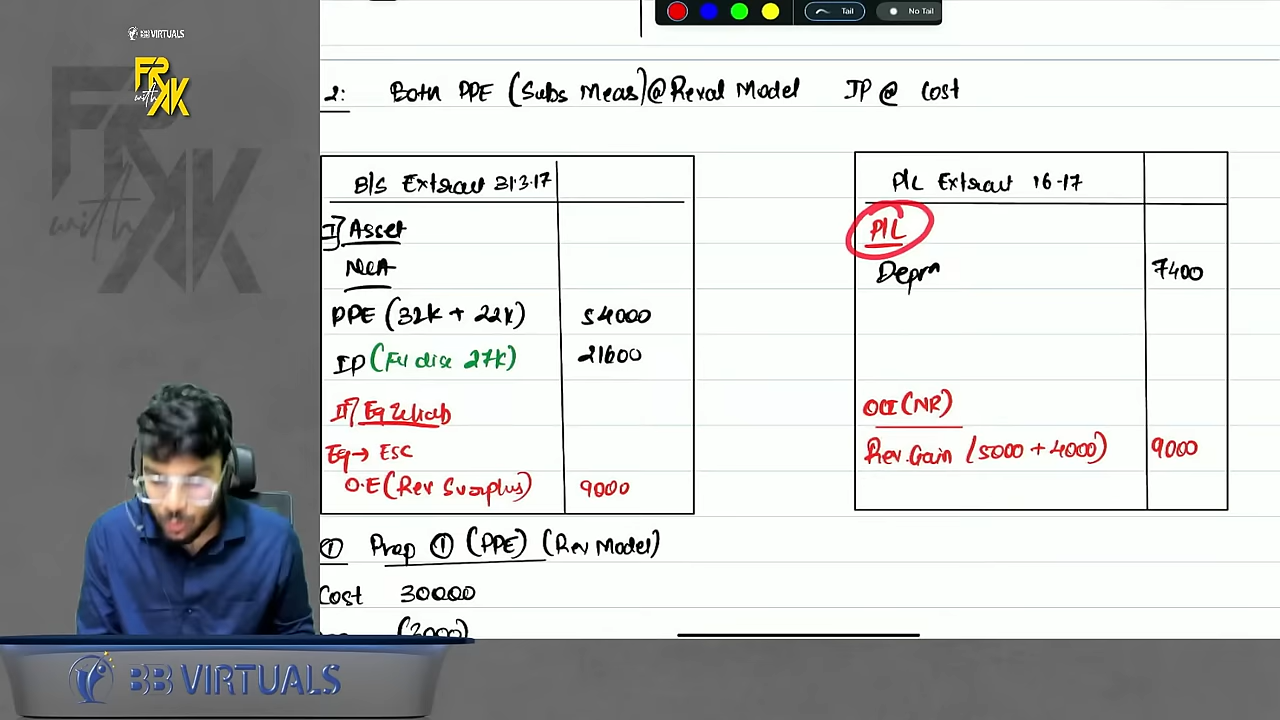 BB VIRTUALS
FR with AK
Tail
No Tail
2: Both PPE (Subs Meas)@Reval Model IP @ Cost
B/S Extract 31.3.17
I] Asset
NCA
PPE (32k + 22k) 54000
IP (FV disc 27k) 21600
II] Eq & Liab
Eq → ESC
O.E (Rev Surplus) 9000
P/L Extract 16-17
P/L
Deprn 7400
OCI (NR)
Rev. Gain (5000 + 4000) 9000
① Prop ① (PPE) (Rev Model)
Cost 30000
(3000)
BB VIRTUALS